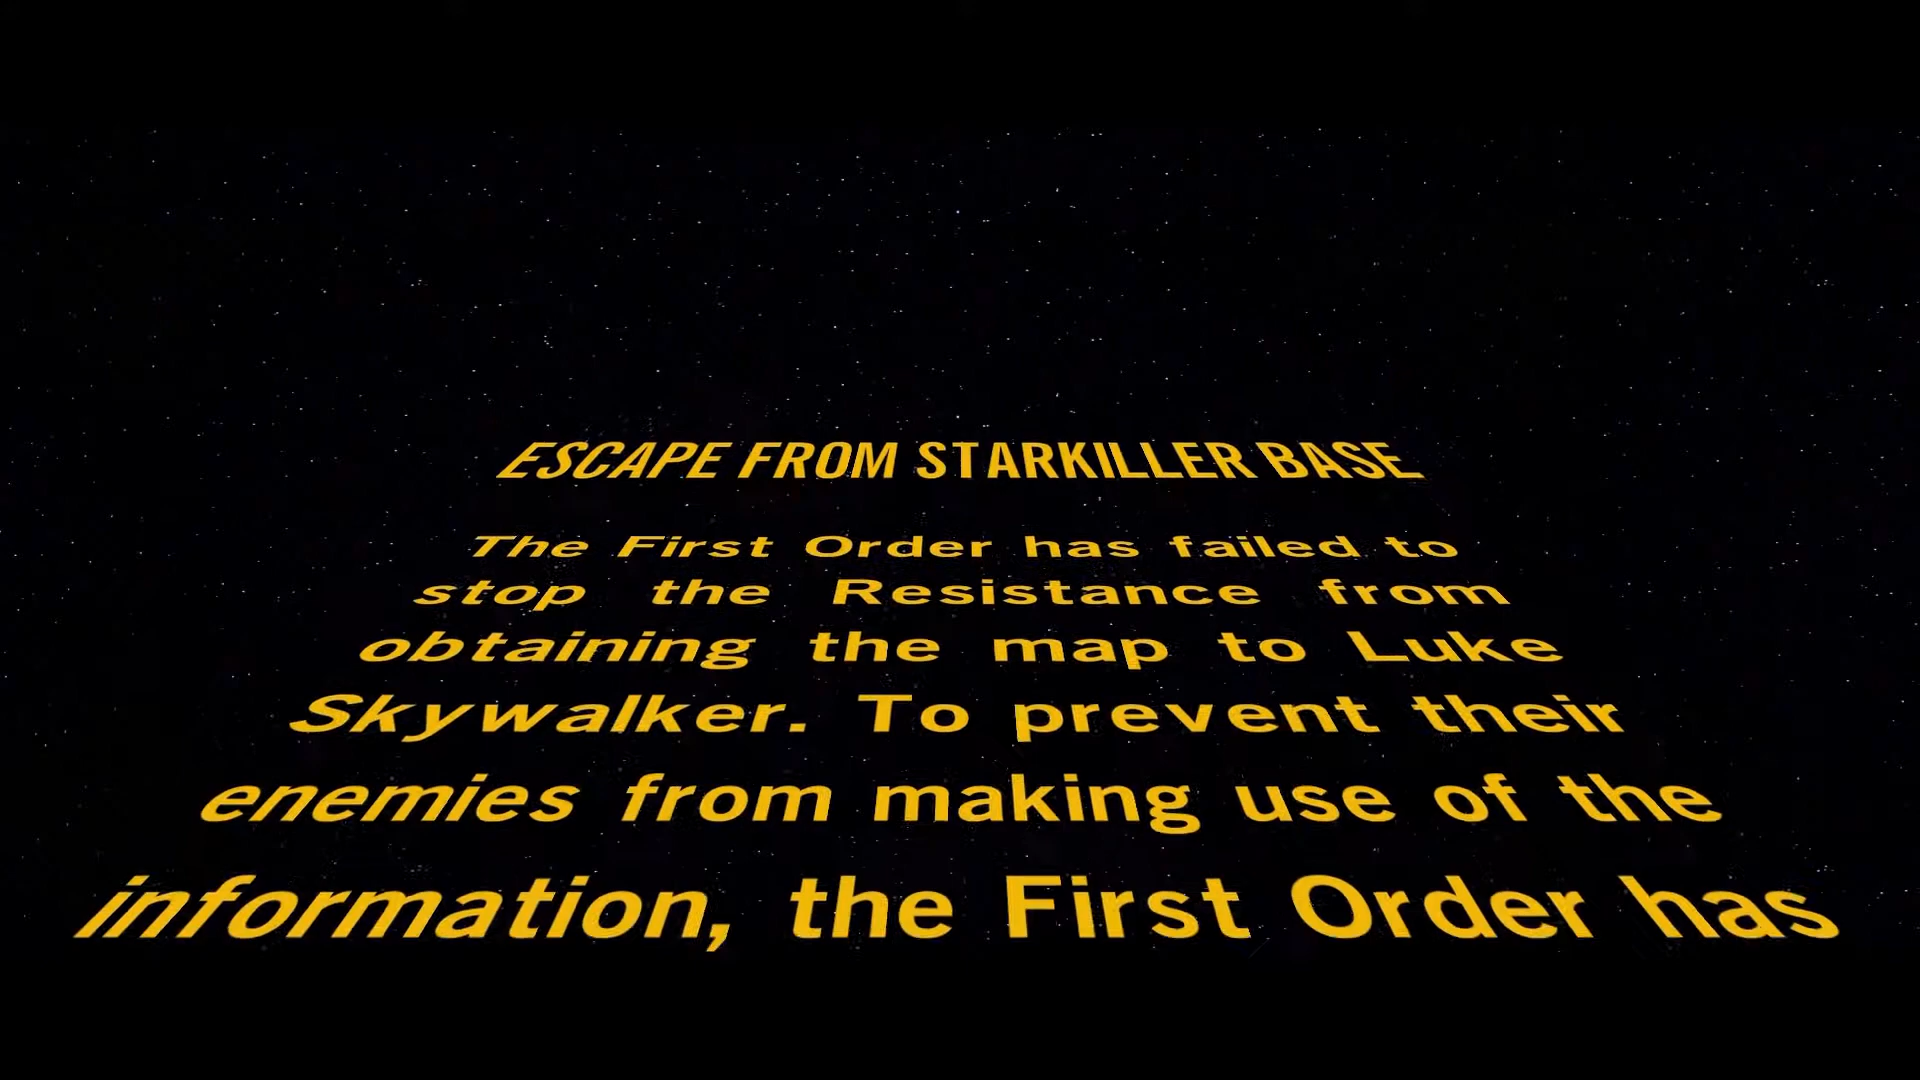 ESCAPE FROM STARKILLER BASE
The First Order has failed to
stop the Resistance from
obtaining the map to Luke
Skywalker. To prevent their
enemies from making use of the
information, the First Order has